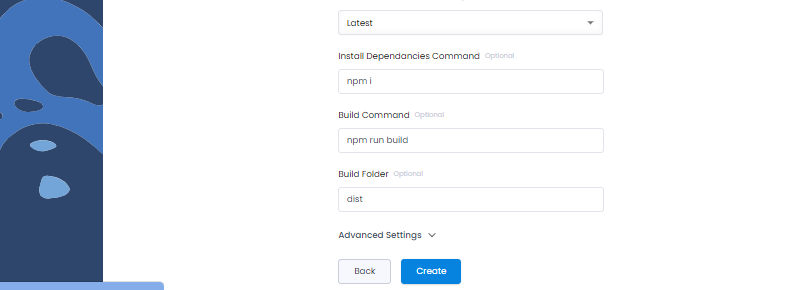 Latest
Install Dependancies Command Optional
npm i
Build Command Optional
npm run build
Build Folder Optional
dist
Advanced Settings
Back Create